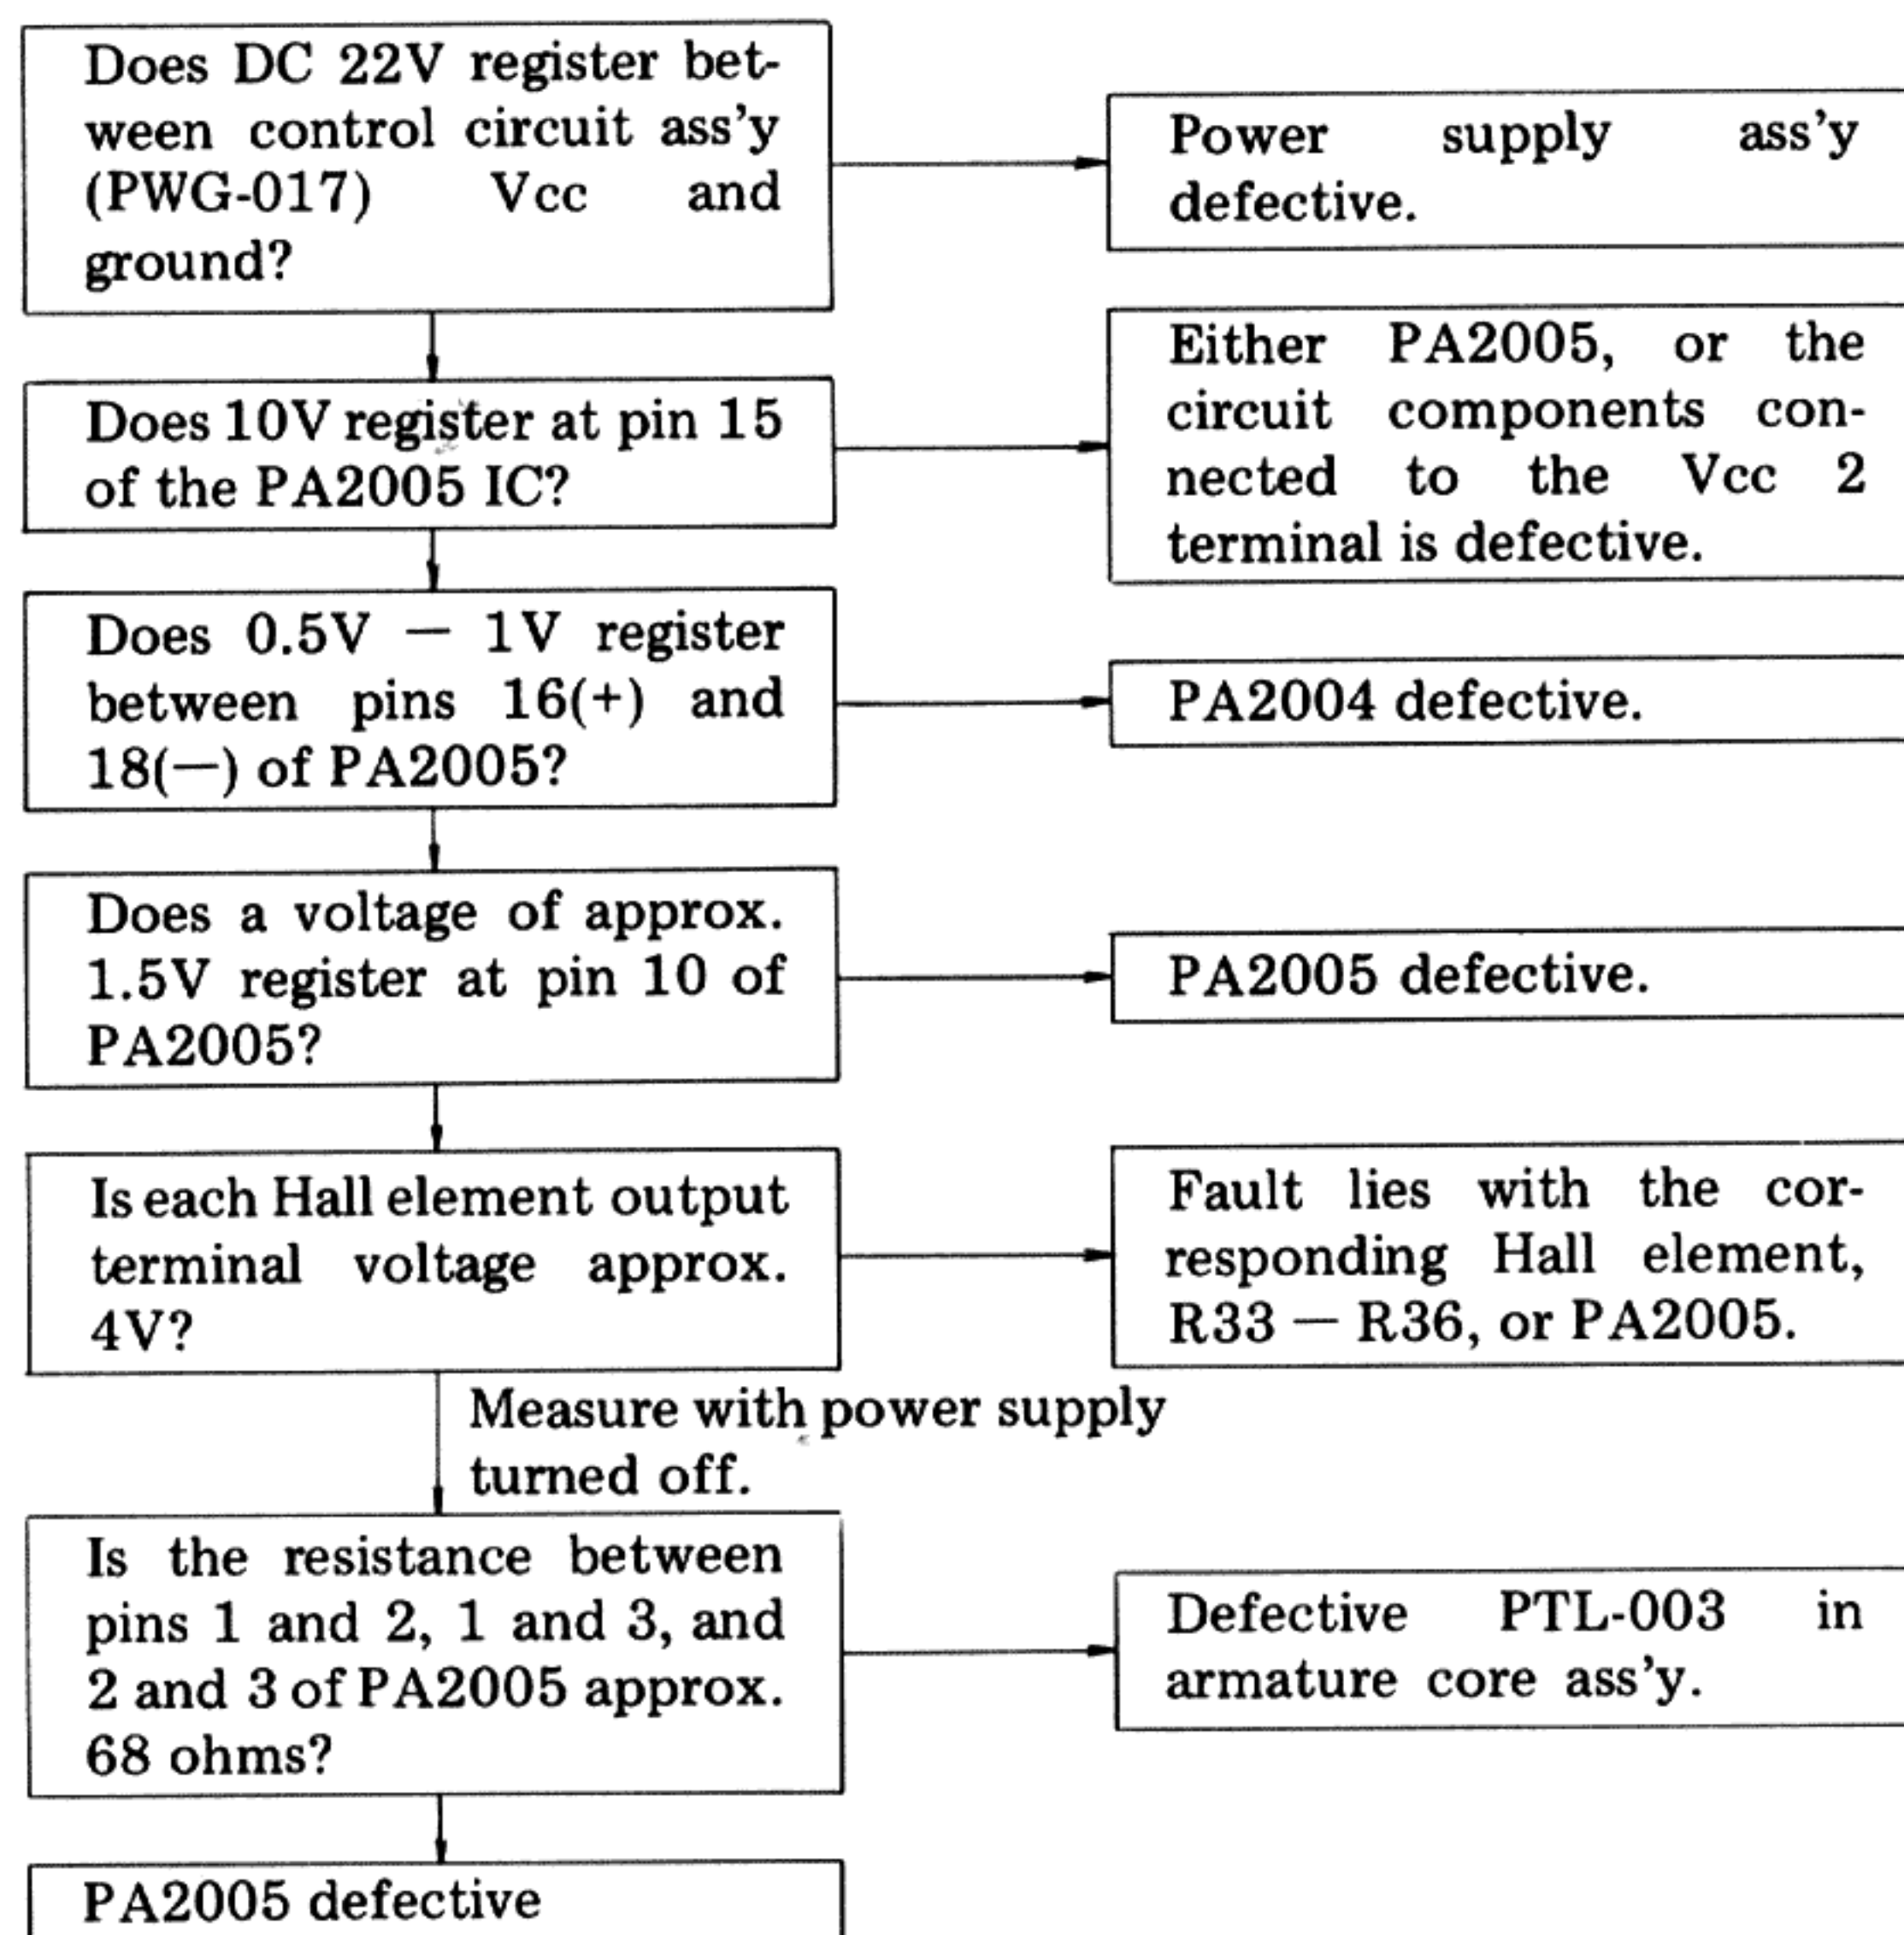 Does DC 22V register bet-
ween control circuit ass'y
(PWG-017) Vcc and
ground?
Power supply ass'y
defective.
Does 10V register at pin 15
of the PA2005 IC?
Either PA2005, or the
circuit components con-
nected to the Vcc 2
terminal is defective.
Does 0.5V — 1V register
between pins 16(+) and
18(—) of PA2005?
PA2004 defective.
Does a voltage of approx.
1.5V register at pin 10 of
PA2005?
PA2005 defective.
Is each Hall element output
terminal voltage approx.
4V?
Fault lies with the cor-
responding Hall element,
R33 — R36, or PA2005.
Measure with power supply
turned off.
Is the resistance between
pins 1 and 2, 1 and 3, and
2 and 3 of PA2005 approx.
68 ohms?
Defective PTL-003 in
armature core ass'y.
PA2005 defective